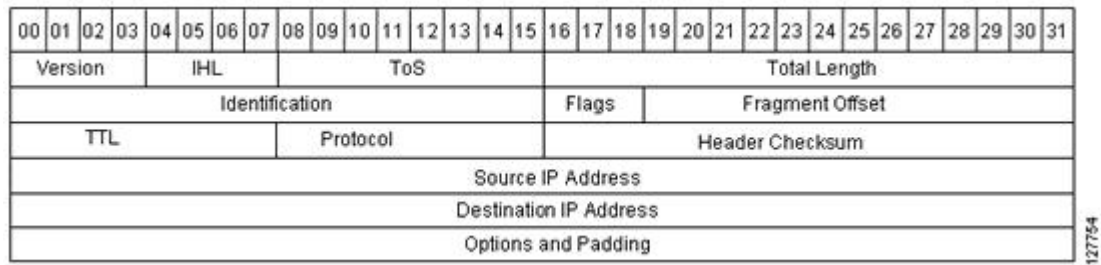 00 01 02 03 04 05 06 07 08 09 10 11 12 13 14 15 16 17 18 19 20 21 22 23 24 25 26 27 28 29 30 31
Version IHL ToS Total Length
Identification Flags Fragment Offset
TTL Protocol Header Checksum
Source IP Address
Destination IP Address
Options and Padding
127754